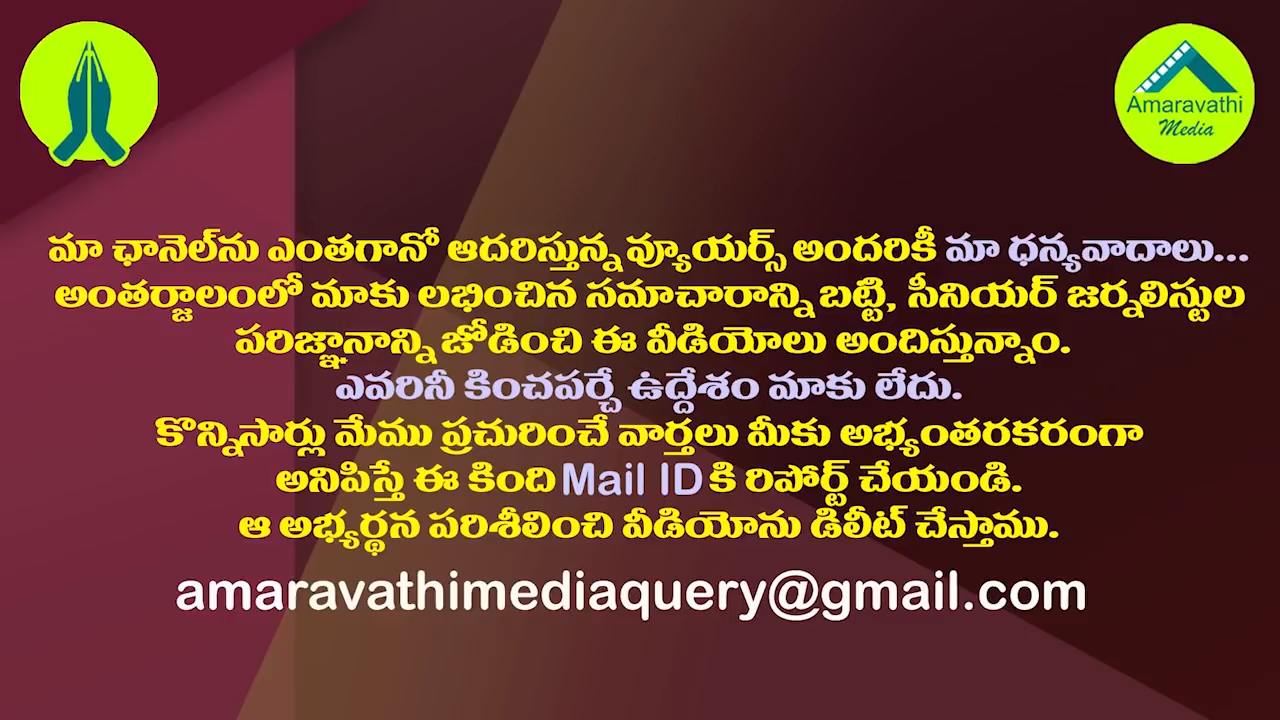 Amaravathi
Media
మా ఛానెల్‌ను ఎంతగానో ఆదరిస్తున్న వ్యూయర్స్ అందరికీ మా ధన్యవాదాలు...
అంతర్జాలంలో మాకు లభించిన సమాచారాన్ని బట్టి, సీనియర్ జర్నలిస్టుల
పరిజ్ఞానాన్ని జోడించి ఈ వీడియోలు అందిస్తున్నాం.
ఎవరినీ కించపర్చే ఉద్దేశం మాకు లేదు.
కొన్నిసార్లు మేము ప్రచురించే వార్తలు మీకు అభ్యంతరకరంగా
అనిపిస్తే ఈ కింది Mail ID కి రిపోర్ట్ చేయండి.
ఆ అభ్యర్థన పరిశీలించి వీడియోను డిలీట్ చేస్తాము.
amaravathimediaquery@gmail.com